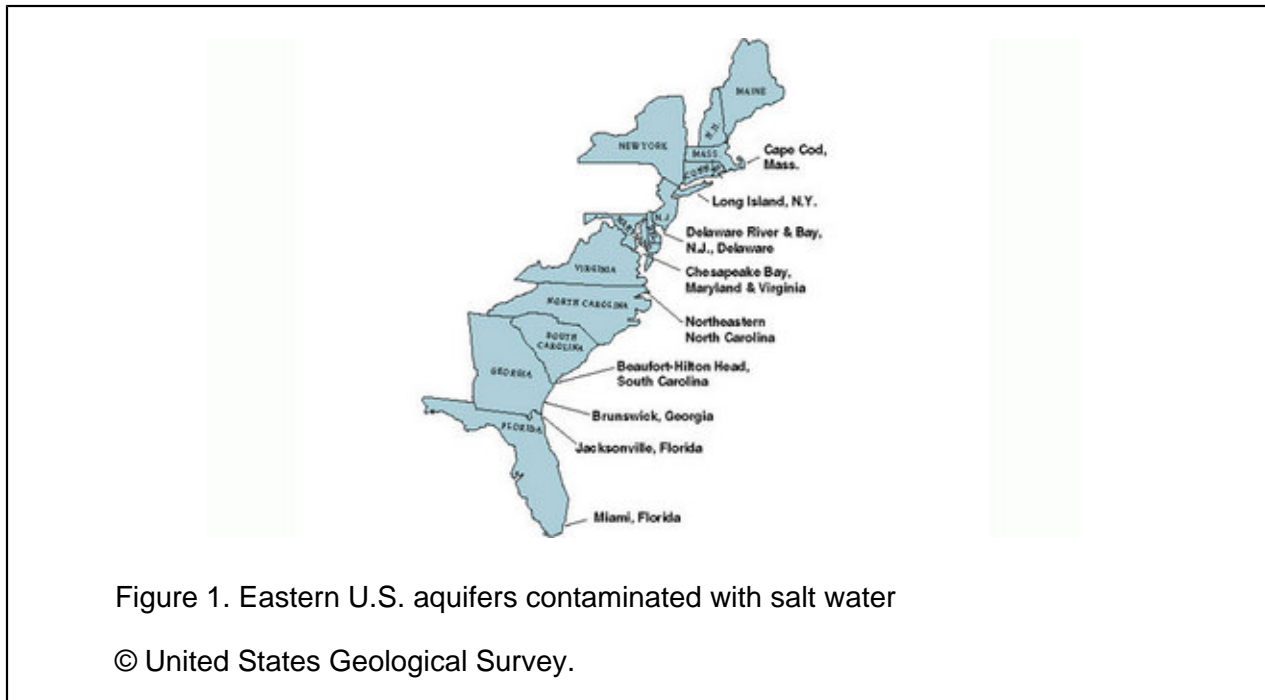 MAINE
N.H.
NEW YORK
MASS.
Cape Cod,
Mass.
CONN.
Long Island, N.Y.
N.J.
Delaware River & Bay,
N.J., Delaware
Chesapeake Bay,
Maryland & Virginia
VIRGINIA
NORTH CAROLINA
Northeastern
North Carolina
SOUTH
CAROLINA
Beaufort-Hilton Head,
South Carolina
GEORGIA
Brunswick, Georgia
FLORIDA
Jacksonville, Florida
Miami, Florida
Figure 1. Eastern U.S. aquifers contaminated with salt water
© United States Geological Survey.